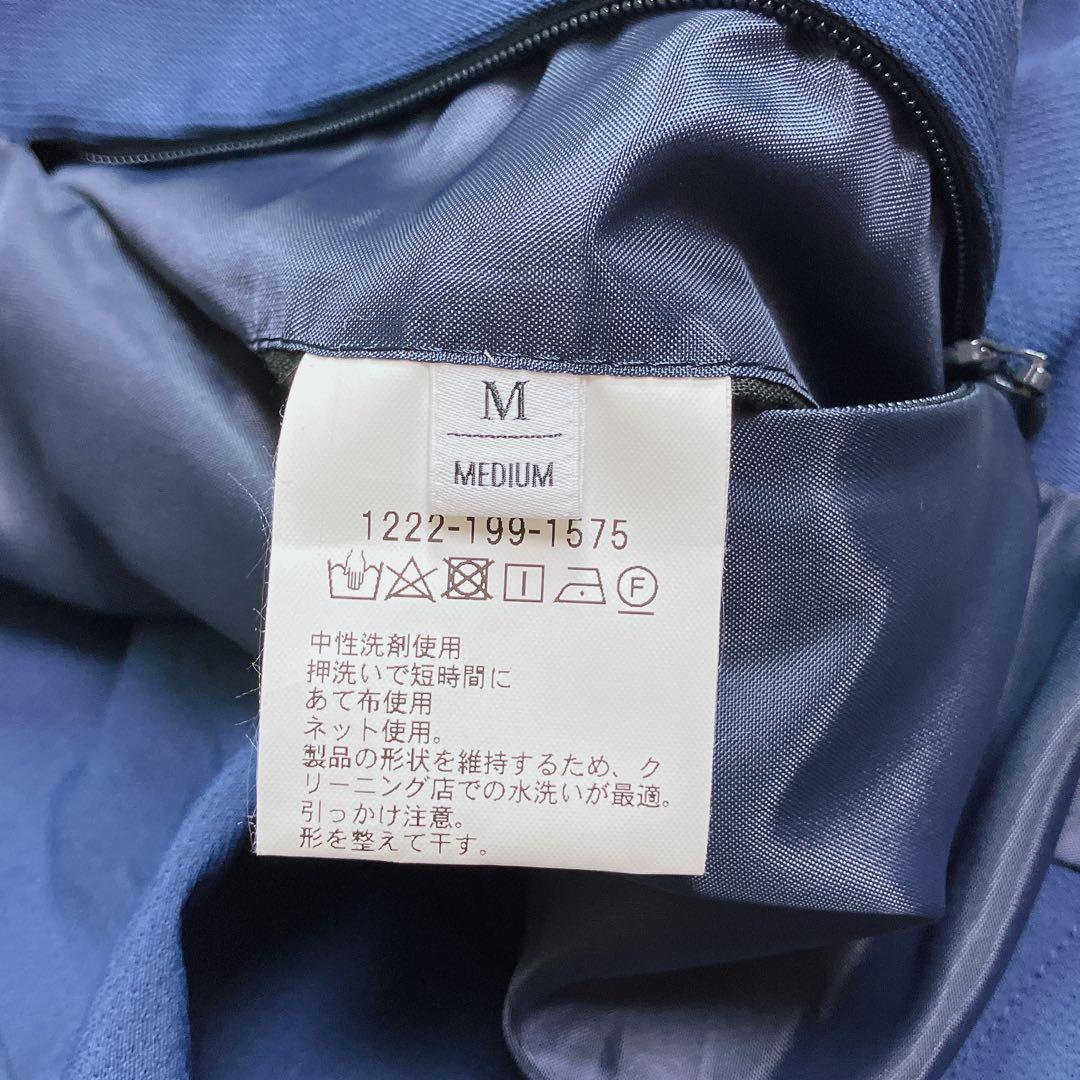 M
MEDIUM
1222-199-1575
F
中性洗剤使用
押洗いで短時間に
あて布使用
ネット使用。
製品の形状を維持するため、ク
リーニング店での水洗いが最適。
引っかけ注意。
形を整えて干す。